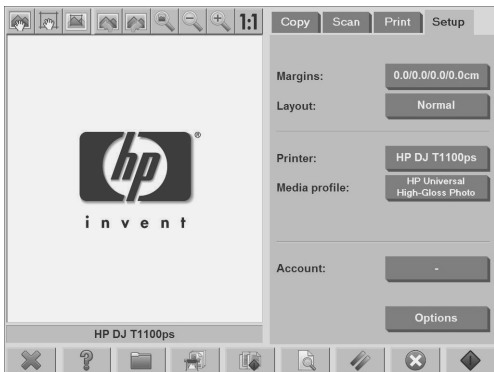 1:1
Copy Scan Print Setup
Margins: 0.0/0.0/0.0/0.0cm
Layout: Normal
hp ®
invent
Printer: HP DJ T1100ps
Media profile: HP Universal
High-Gloss Photo
Account: -
Options
HP DJ T1100ps
?